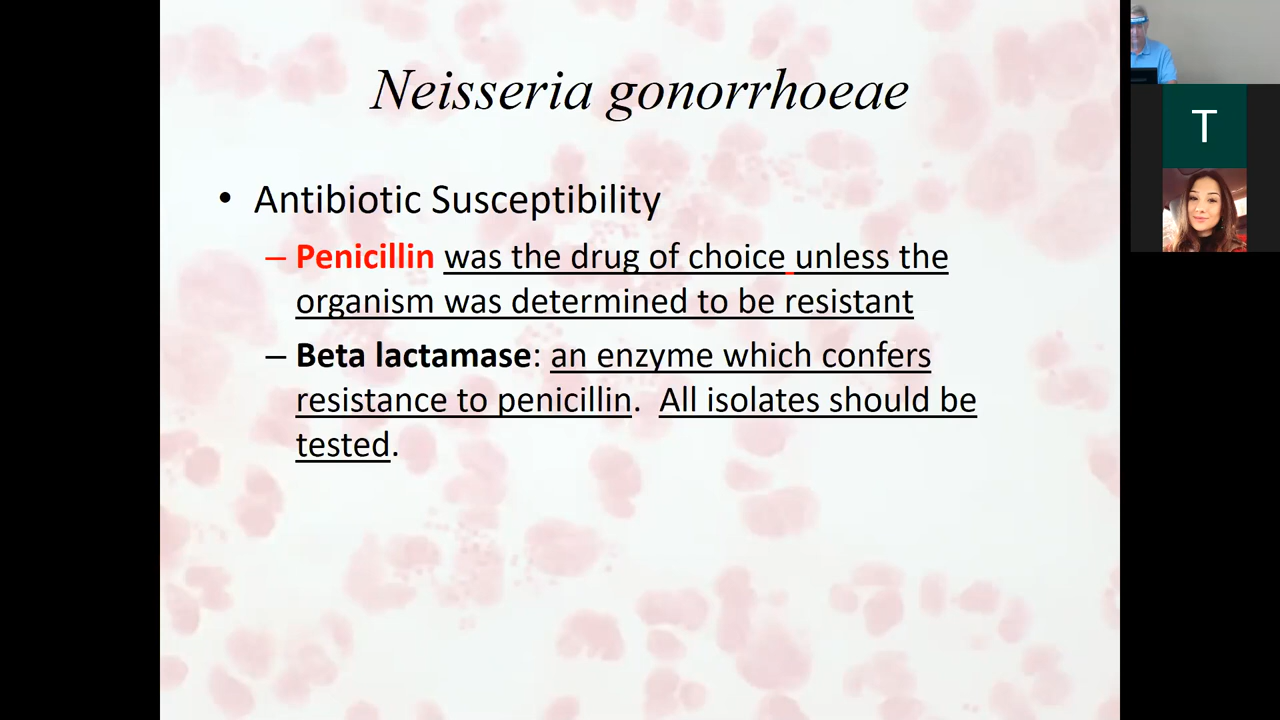 Neisseria gonorrhoeae
• Antibiotic Susceptibility
– Penicillin was the drug of choice unless the
organism was determined to be resistant
– Beta lactamase: an enzyme which confers
resistance to penicillin. All isolates should be
tested.
T